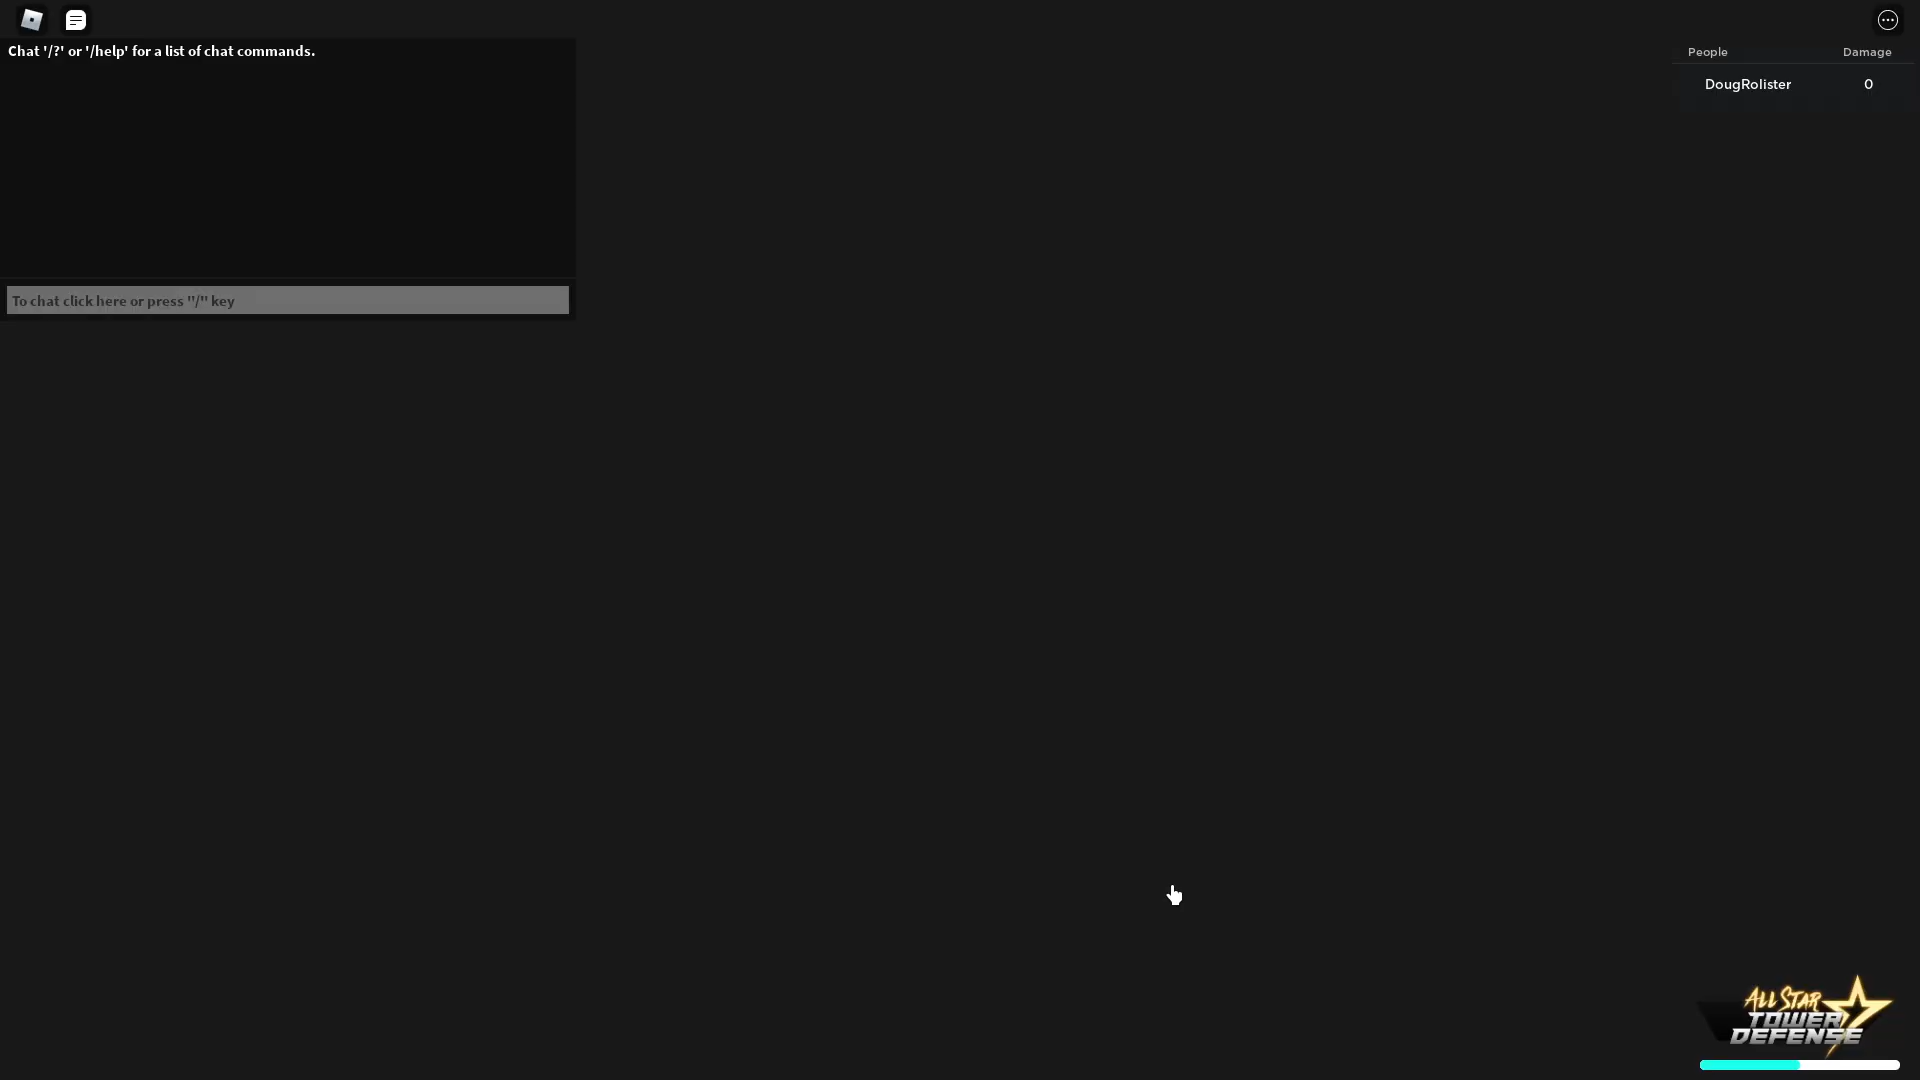 Chat '/?' or '/help' for a list of chat commands.
People Damage
DougRolister 0
To chat click here or press "/" key
ALL STAR
TOWER
DEFENSE